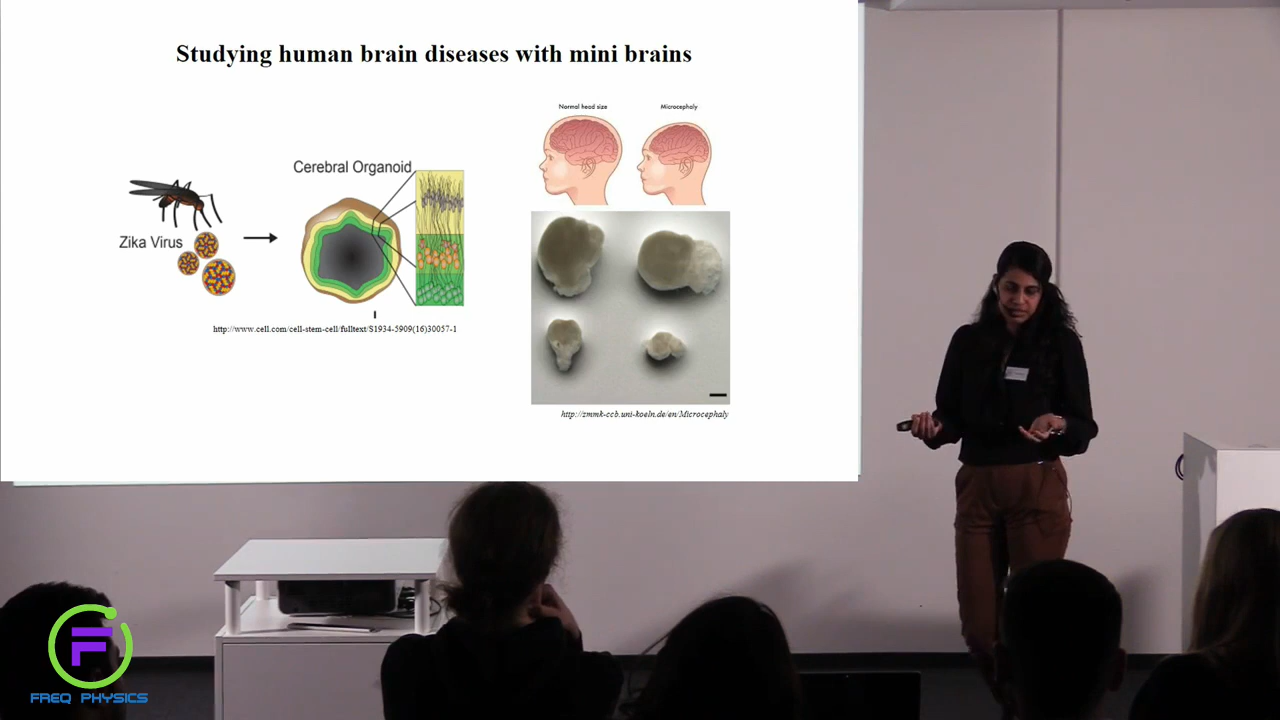 Studying human brain diseases with mini brains
Normal head size
Microcephaly
Cerebral Organoid
Zika Virus
http://www.cell.com/cell-stem-cell/fulltext/S1934-5909(16)30057-1
http://zmmk-ccb.uni-koeln.de/en/Microcephaly
F
FREQ PHYSICS